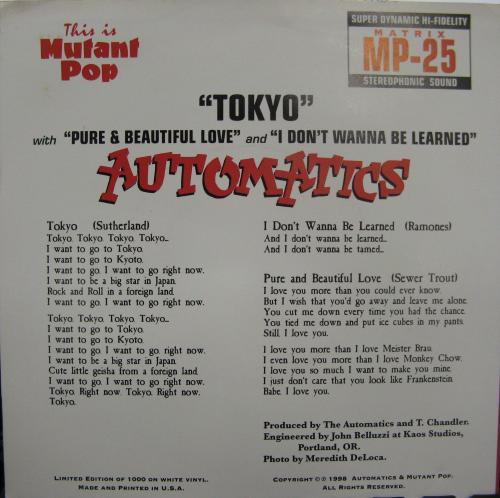 This is
Mutant
Pop
SUPER DYNAMIC HI-FIDELITY
MATRIX
MP-25
STEREOPHONIC SOUND
"TOKYO"
with "PURE & BEAUTIFUL LOVE" and "I DON'T WANNA BE LEARNED"
AUTOMATICS
Tokyo (Sutherland)
Tokyo. Tokyo. Tokyo. Tokyo...
I want to go to Tokyo.
I want to go to Kyoto.
I want to go. I want to go right now.
I want to be a big star in Japan.
Rock and Roll in a foreign land.
I want to go. I want to go right now.
Tokyo. Tokyo. Tokyo. Tokyo...
I want to go to Tokyo.
I want to go to Kyoto.
I want to go. I want to go right now.
I want to be a big star in Japan.
Cute little geisha from a foreign land.
I want to go. I want to go right now.
Tokyo. Right now. Tokyo. Right now.
Tokyo.
I Don't Wanna Be Learned (Ramones)
And I don't wanna be learned...
And I don't wanna be tamed...
Pure and Beautiful Love (Sewer Trout)
I love you more than you could ever know.
But I wish that you'd go away and leave me alone.
You cut me down every time you had the chance.
You tied me down and put ice cubes in my pants.
Still, I love you.
I love you more than I love Meister Brau.
I even love you more than I love Monkey Chow.
I love you so much I want to make you mine.
I just don't care that you look like Frankenstein.
Babe, I love you.
Produced by The Automatics and T. Chandler.
Engineered by John Belluzzi at Kaos Studios,
Portland, OR.
Photo by Meredith DeLoca.
LIMITED EDITION OF 1000 ON WHITE VINYL.
MADE AND PRINTED IN U.S.A.
COPYRIGHT ©℗ 1998 AUTOMATICS & MUTANT POP.
ALL RIGHTS RESERVED.